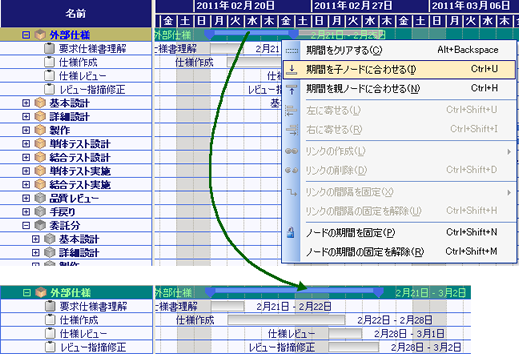 名前
2011年02月20日 2011年02月27日 2011年03月06日
金 土 日 月 火 水 木 金 土 日 月 火 水 木 金 土 日 月 火 水 木
外部仕様 外部仕様 2月21日 - 2月28日
要求仕様書理解 仕様書理解 2月21
仕様作成 仕様作成
仕様レビュー 仕
レビュー指摘修正 レビュー指
基本設計 基
詳細設計
製作
単体テスト設計
結合テスト設計
単体テスト実施
結合テスト実施
品質レビュー
手戻り
委託分
基本設計
詳細設計
製作
期間をクリアする(C) Alt+Backspace
期間を子ノードに合わせる(I) Ctrl+U
期間を親ノードに合わせる(N) Ctrl+H
左に寄せる(L) Ctrl+Shift+U
右に寄せる(R) Ctrl+Shift+I
リンクの作成(L)
リンクの削除(D) Ctrl+Shift+D
リンクの間隔を固定(X)
リンクの間隔の固定を解除(U) Ctrl+Shift+H
ノードの期間を固定(P) Ctrl+Shift+N
ノードの期間の固定を解除(R) Ctrl+Shift+M
外部仕様 外部仕様 2月21日 - 3月2日
要求仕様書理解 仕様書理解 2月21日 - 2月22日
仕様作成 仕様作成 2月22日 - 2月28日
仕様レビュー 仕様レビュー 2月28日 - 3月1日
レビュー指摘修正 レビュー指摘修正 3月1日 - 3月2日